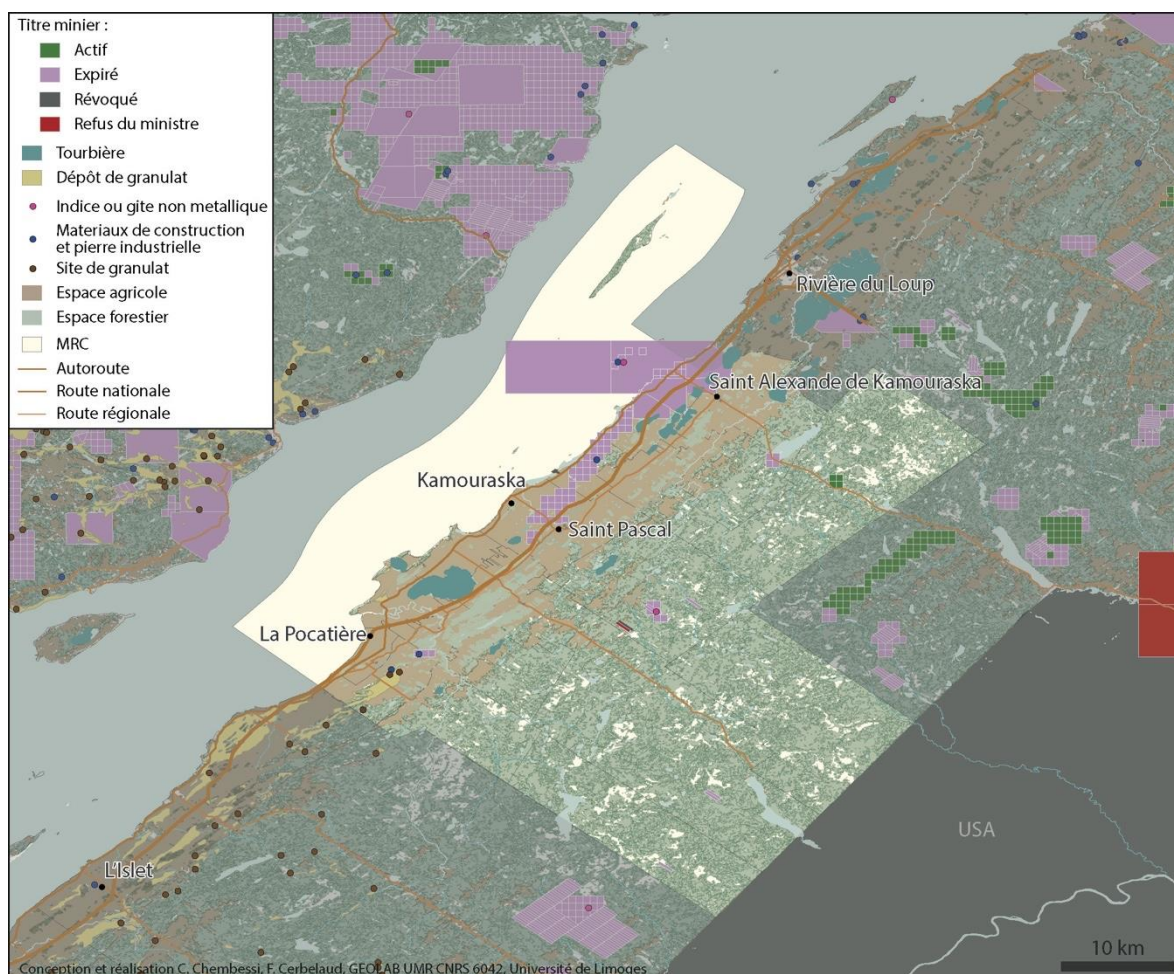 Titre minier :
Actif
Expiré
Révoqué
Refus du ministre
Tourbière
Dépôt de granulat
Indice ou gite non metallique
Materiaux de construction
et pierre industrielle
Site de granulat
Espace agricole
Espace forestier
MRC
Autoroute
Route nationale
Route régionale
Rivière du Loup
Saint Alexande de Kamouraska
Kamouraska
Saint Pascal
La Pocatière
USA
L'Islet
10 km
Conception et réalisation C. Chembessi, F. Cerbelaud, GEOLAB UMR CNRS 6042, Université de Limoges